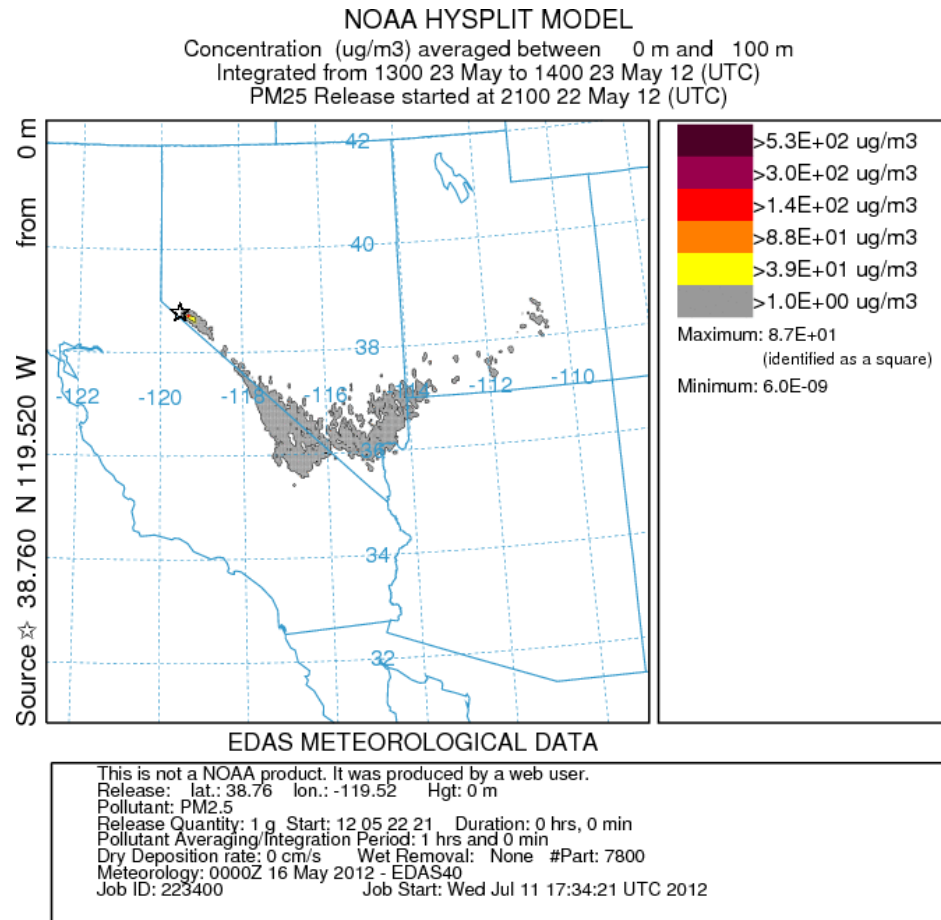 NOAA HYSPLIT MODEL
Concentration (ug/m3) averaged between 0 m and 100 m
Integrated from 1300 23 May to 1400 23 May 12 (UTC)
PM25 Release started at 2100 22 May 12 (UTC)
Source ☆ 38.760 N 119.520 W from 0 m
42
40
38
-122
-120
-118
-116
-114
-112
-110
36
34
32
>5.3E+02 ug/m3
>3.0E+02 ug/m3
>1.4E+02 ug/m3
>8.8E+01 ug/m3
>3.9E+01 ug/m3
>1.0E+00 ug/m3
Maximum: 8.7E+01
(identified as a square)
Minimum: 6.0E-09
EDAS METEOROLOGICAL DATA
This is not a NOAA product. It was produced by a web user.
Release: lat.: 38.76 lon.: -119.52 Hgt: 0 m
Pollutant: PM2.5
Release Quantity: 1 g Start: 12 05 22 21 Duration: 0 hrs, 0 min
Pollutant Averaging/Integration Period: 1 hrs and 0 min
Dry Deposition rate: 0 cm/s Wet Removal: None #Part: 7800
Meteorology: 0000Z 16 May 2012 - EDAS40
Job ID: 223400 Job Start: Wed Jul 11 17:34:21 UTC 2012